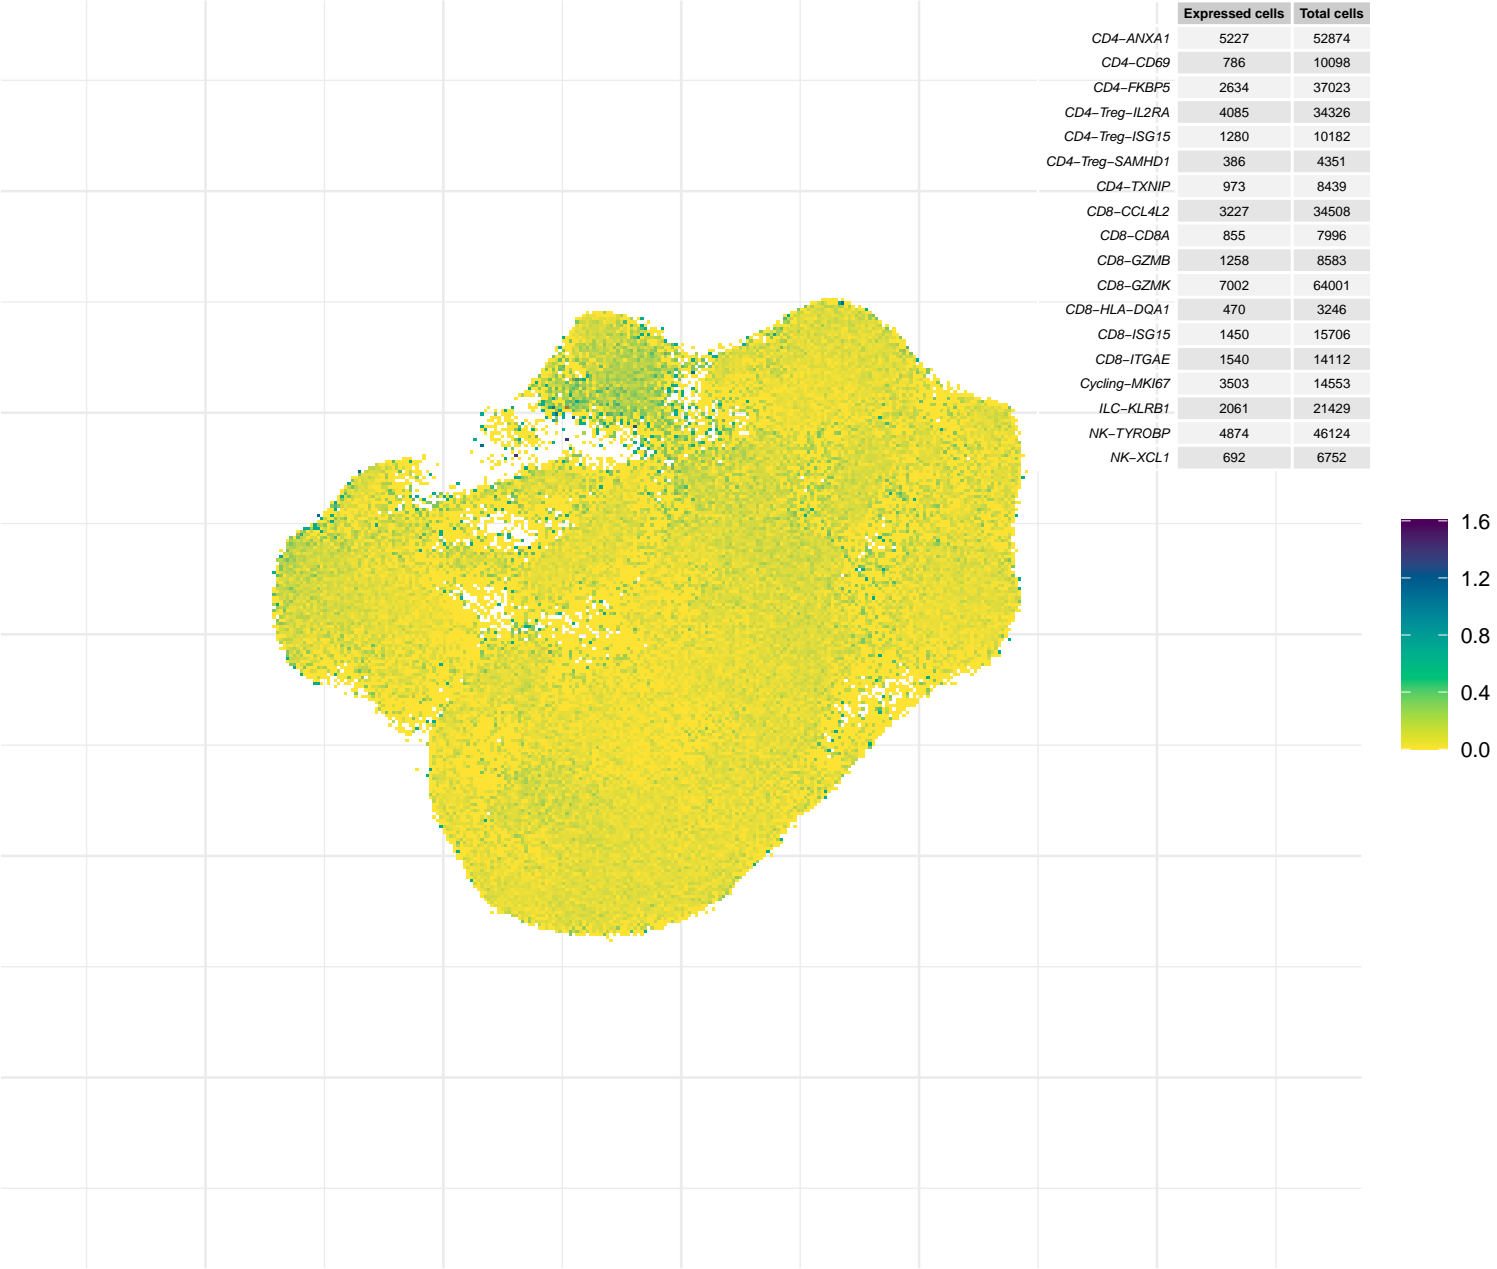 Expressed cells Total cells
CD4−ANXA1 5227 52874
CD4−CD69 786 10098
CD4−FKBP5 2634 37023
CD4−Treg−IL2RA 4085 34326
CD4−Treg−ISG15 1280 10182
CD4−Treg−SAMHD1 386 4351
CD4−TXNIP 973 8439
CD8−CCL4L2 3227 34508
CD8−CD8A 855 7996
CD8−GZMB 1258 8583
CD8−GZMK 7002 64001
CD8−HLA−DQA1 470 3246
CD8−ISG15 1450 15706
CD8−ITGAE 1540 14112
Cycling−MKI67 3503 14553
ILC−KLRB1 2061 21429
NK−TYROBP 4874 46124
NK−XCL1 692 6752
1.6
1.2
0.8
0.4
0.0